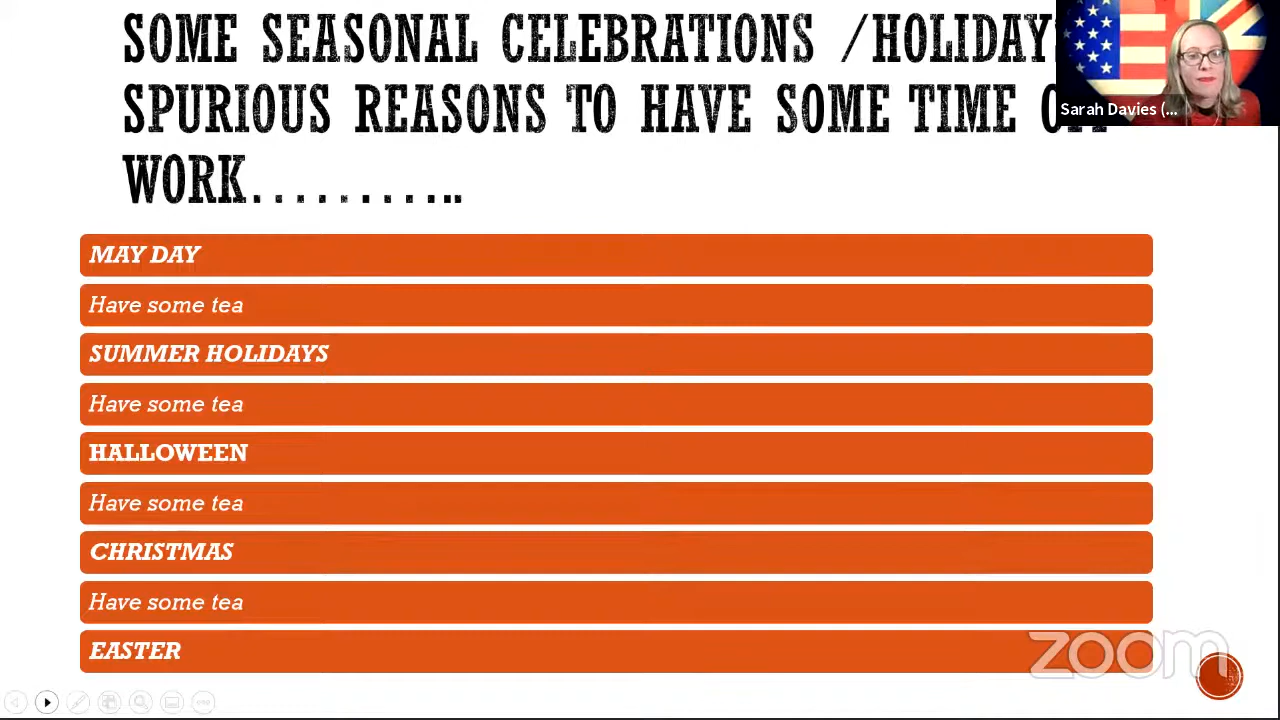 SOME SEASONAL CELEBRATIONS /HOLIDAY
SPURIOUS REASONS TO HAVE SOME TIME
WORK………..
Sarah Davies (...
MAY DAY
Have some tea
SUMMER HOLIDAYS
Have some tea
HALLOWEEN
Have some tea
CHRISTMAS
Have some tea
EASTER
zoom